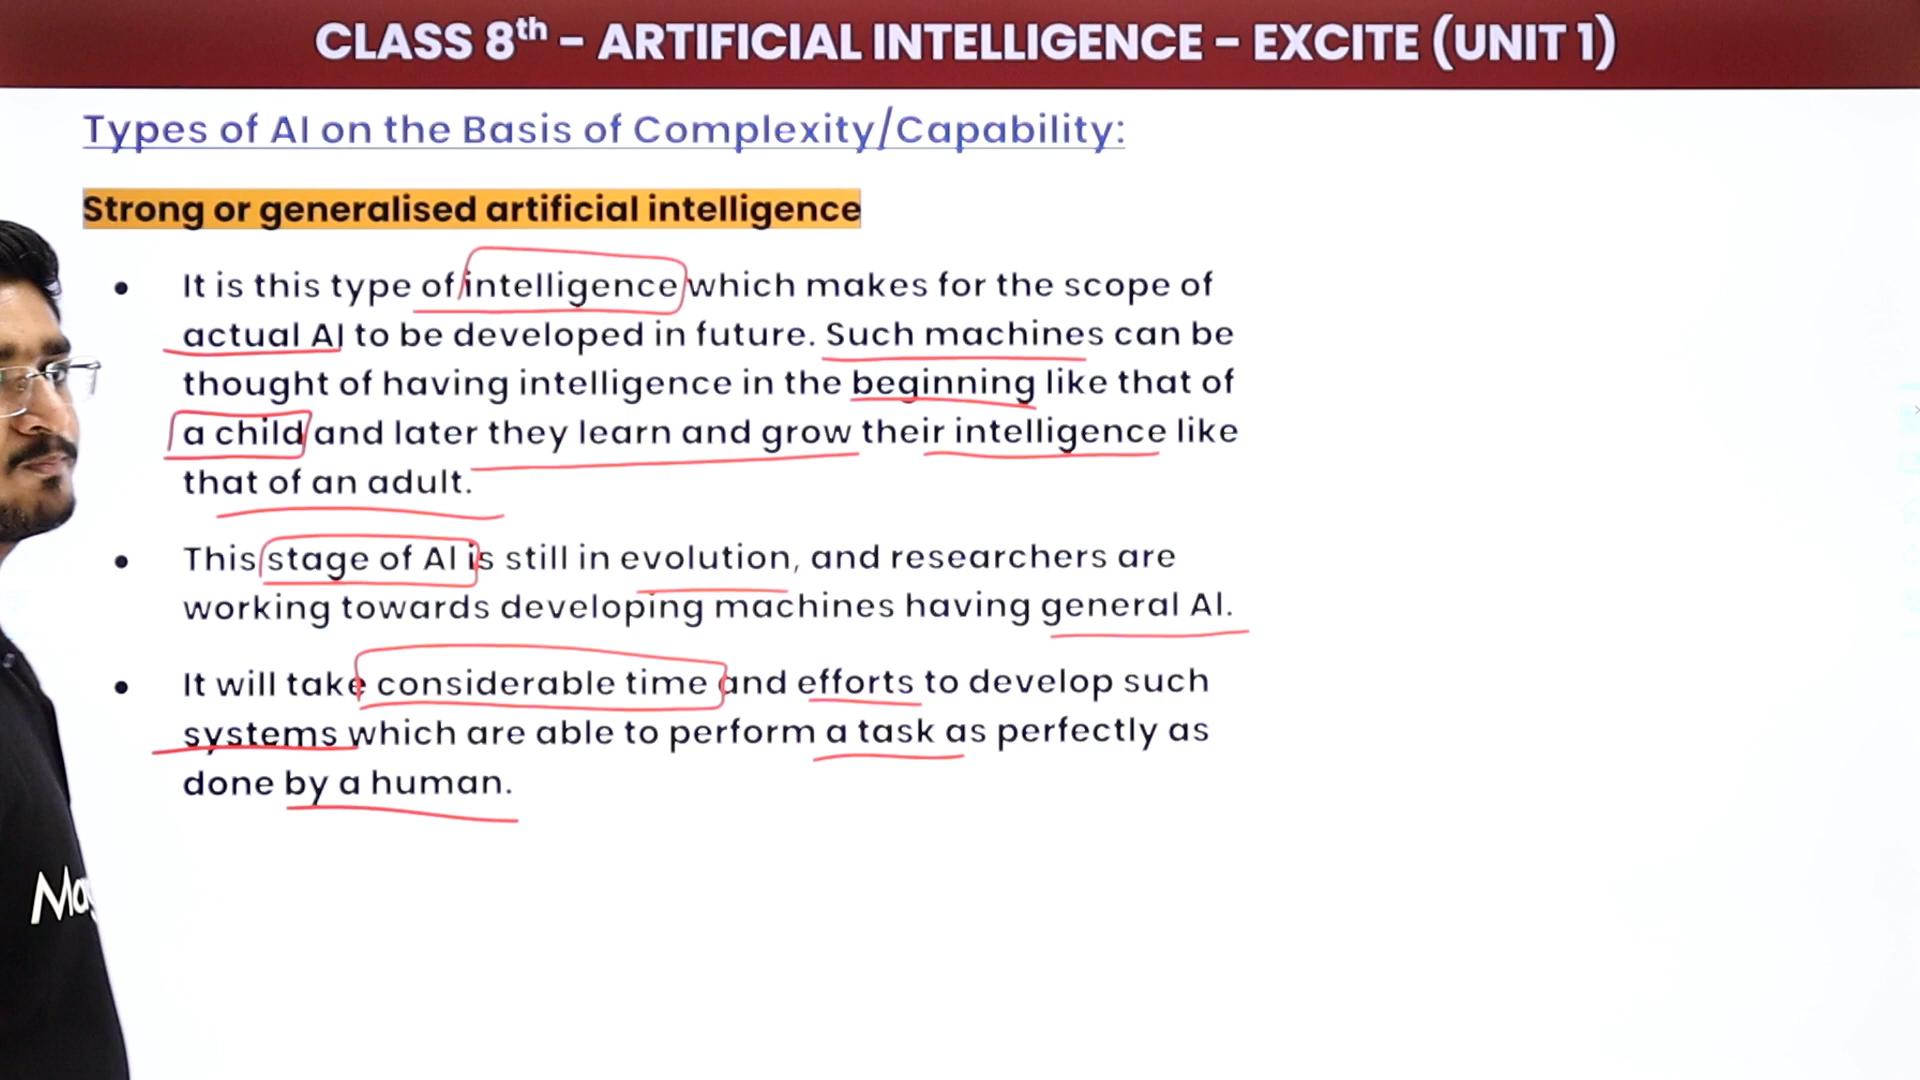 CLASS 8th – ARTIFICIAL INTELLIGENCE – EXCITE (UNIT 1)
Types of AI on the Basis of Complexity/Capability:
Strong or generalised artificial intelligence
• It is this type of intelligence which makes for the scope of
actual AI to be developed in future. Such machines can be
thought of having intelligence in the beginning like that of
a child and later they learn and grow their intelligence like
that of an adult.
• This stage of AI is still in evolution, and researchers are
working towards developing machines having general AI.
• It will take considerable time and efforts to develop such
systems which are able to perform a task as perfectly as
done by a human.